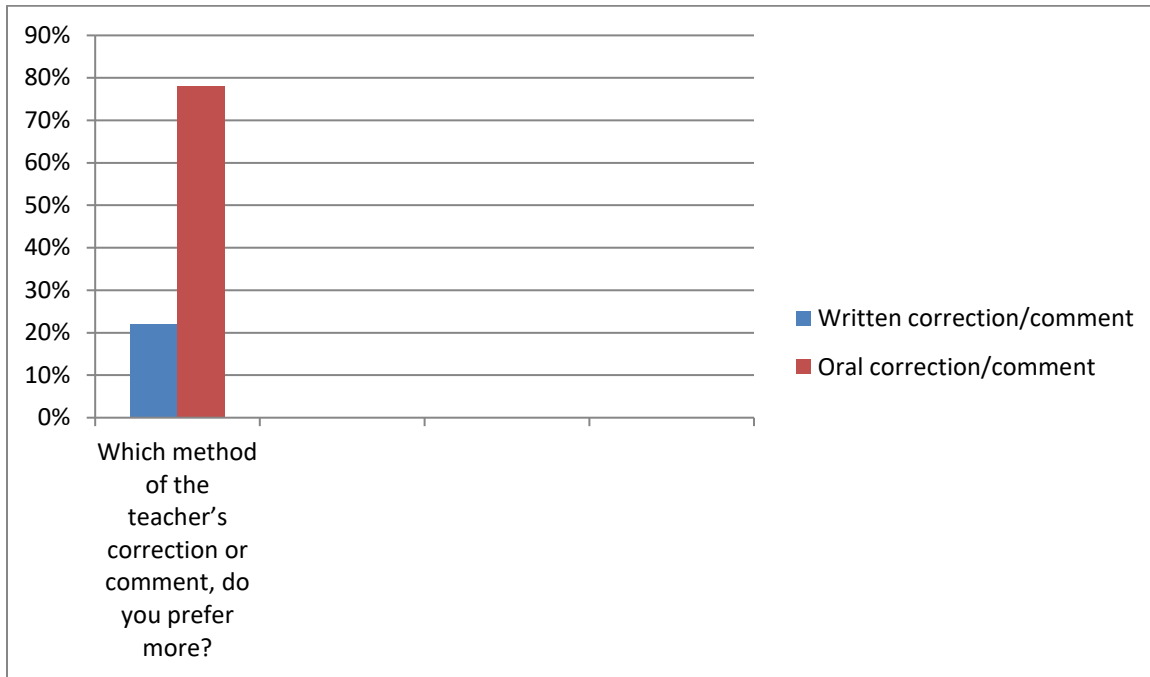 90%
80%
70%
60%
50%
40%
30%
20%
10%
0%
Which method
of the
teacher’s
correction or
comment, do
you prefer
more?
Written correction/comment
Oral correction/comment